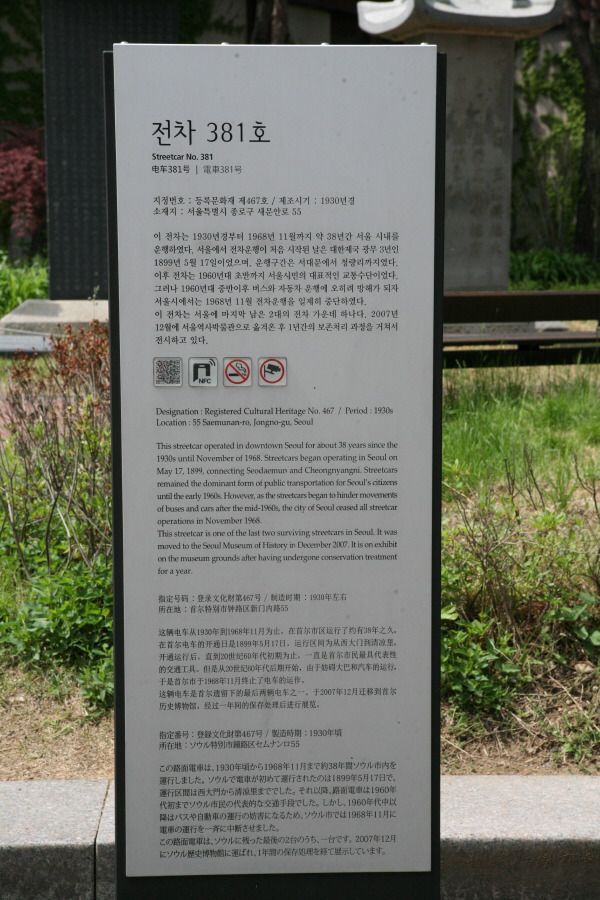 전차 381호
Streetcar No. 381
电车381号 | 電車381号
지정번호 : 등록문화재 제467호 / 제조시기 : 1930년경
소재지 : 서울특별시 종로구 새문안로 55
이 전차는 1930년경부터 1968년 11월까지 약 38년간 서울 시내를
운행하였다. 서울에서 전차운행이 처음 시작된 날은 대한제국 광무 3년인
1899년 5월 17일이었으며, 운행구간은 서대문에서 청량리까지였다.
이후 전차는 1960년대 초반까지 서울시민의 대표적인 교통수단이었다.
그러나 1960년대 중반이후 버스와 자동차 운행에 오히려 방해가 되자
서울시에서는 1968년 11월 전차운행을 일제히 중단하였다.
이 전차는 서울에 마지막 남은 2대의 전차 가운데 하나다. 2007년
12월에 서울역사박물관으로 옮겨온 후 1년간의 보존처리 과정을 거쳐서
전시하고 있다.
NFC
Designation : Registered Cultural Heritage No. 467 / Period : 1930s
Location : 55 Saemunan-ro, Jongno-gu, Seoul
This streetcar operated in downtown Seoul for about 38 years since the
1930s until November of 1968. Streetcars began operating in Seoul on
May 17, 1899, connecting Seodaemun and Cheongnyangni. Streetcars
remained the dominant form of public transportation for Seoul's citizens
until the early 1960s. However, as the streetcars began to hinder movements
of buses and cars after the mid-1960s, the city of Seoul ceased all streetcar
operations in November 1968.
This streetcar is one of the last two surviving streetcars in Seoul. It was
moved to the Seoul Museum of History in December 2007. It is on exhibit
on the museum grounds after having undergone conservation treatment
for a year.
指定号码 : 登录文化财第467号 / 制造时期 : 1930年左右
所在地 : 首尔特别市钟路区新门内路55
这辆电车从1930年到1968年11月为止，在首尔市区运行了约有38年之久。
在首尔电车的开通日是1899年5月17日，运行区间为从西大门到清凉里。
开通运行后，直到20世纪60年代初期为止，一直是首尔市民最具代表性
的交通工具。但是从20世纪60年代后期开始，由于妨碍大巴和汽车的运行，
于是首尔市于1968年11月终止了电车的运作。
这辆电车是首尔遗留下的最后两辆电车之一。于2007年12月迁移到首尔
历史博物馆，经过一年间的保存处理后进行展览。
指定番号 : 登録文化財第467号 / 製造時期 : 1930年頃
所在地 : ソウル特別市鐘路区セムナンロ55
この路面電車は、1930年頃から1968年11月まで約38年間ソウル市内を
運行しました。ソウルで電車が初めて運行されたのは1899年5月17日で、
運行区間は西大門から清涼里まででした。それ以降、路面電車は1960年
代初までソウル市民の代表的な交通手段でした。しかし、1960年代中以
降はバスや自動車の運行の妨害になるため、ソウル市では1968年11月に
電車の運行を一斉に中断させました。
この路面電車は、ソウルに残った最後の2台のうち、一台です。2007年12月
にソウル歴史博物館に運ばれ、1年間の保存処理を経て展示しています。